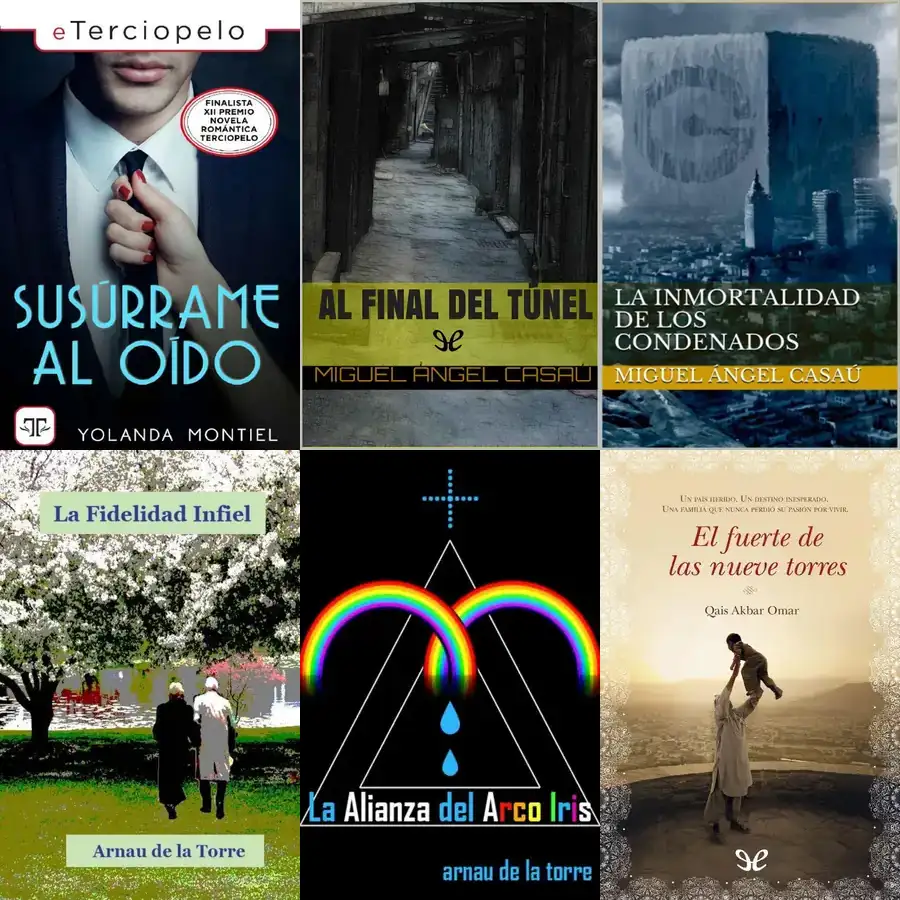 eTerciopelo
FINALISTA
XII PREMIO
NOVELA
ROMÁNTICA
TERCIOPELO
SUSÚRRAME
AL OÍDO
YOLANDA MONTIEL
AL FINAL DEL TÚNEL
MIGUEL ÁNGEL CASAÚ
LA INMORTALIDAD
DE LOS
CONDENADOS
MIGUEL ÁNGEL CASAÚ
La Fidelidad Infiel
Arnau de la Torre
La Alianza del Arco Iris
arnau de la torre
UN PAÍS HERIDO. UN DESTINO INESPERADO.
UNA FAMILIA QUE NUNCA PERDIÓ SU PASIÓN POR VIVIR.
El fuerte de
las nueve torres
Qais Akbar Omar